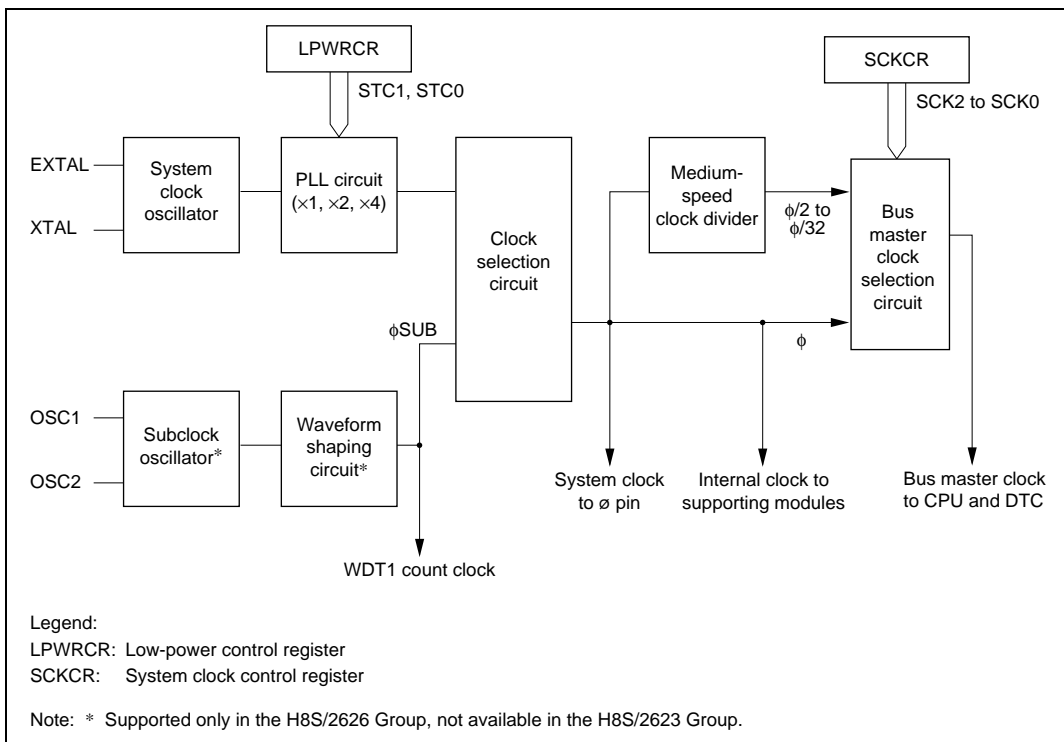 LPWRCR
STC1, STC0
SCKCR
SCK2 to SCK0
EXTAL
XTAL
System
clock
oscillator
PLL circuit
(×1, ×2, ×4)
Clock
selection
circuit
Medium-
speed
clock divider
ϕ/2 to
ϕ/32
Bus
master
clock
selection
circuit
ϕSUB
ϕ
OSC1
OSC2
Subclock
oscillator*
Waveform
shaping
circuit*
System clock
to ø pin
Internal clock to
supporting modules
Bus master clock
to CPU and DTC
WDT1 count clock
Legend:
LPWRCR: Low-power control register
SCKCR: System clock control register
Note: * Supported only in the H8S/2626 Group, not available in the H8S/2623 Group.